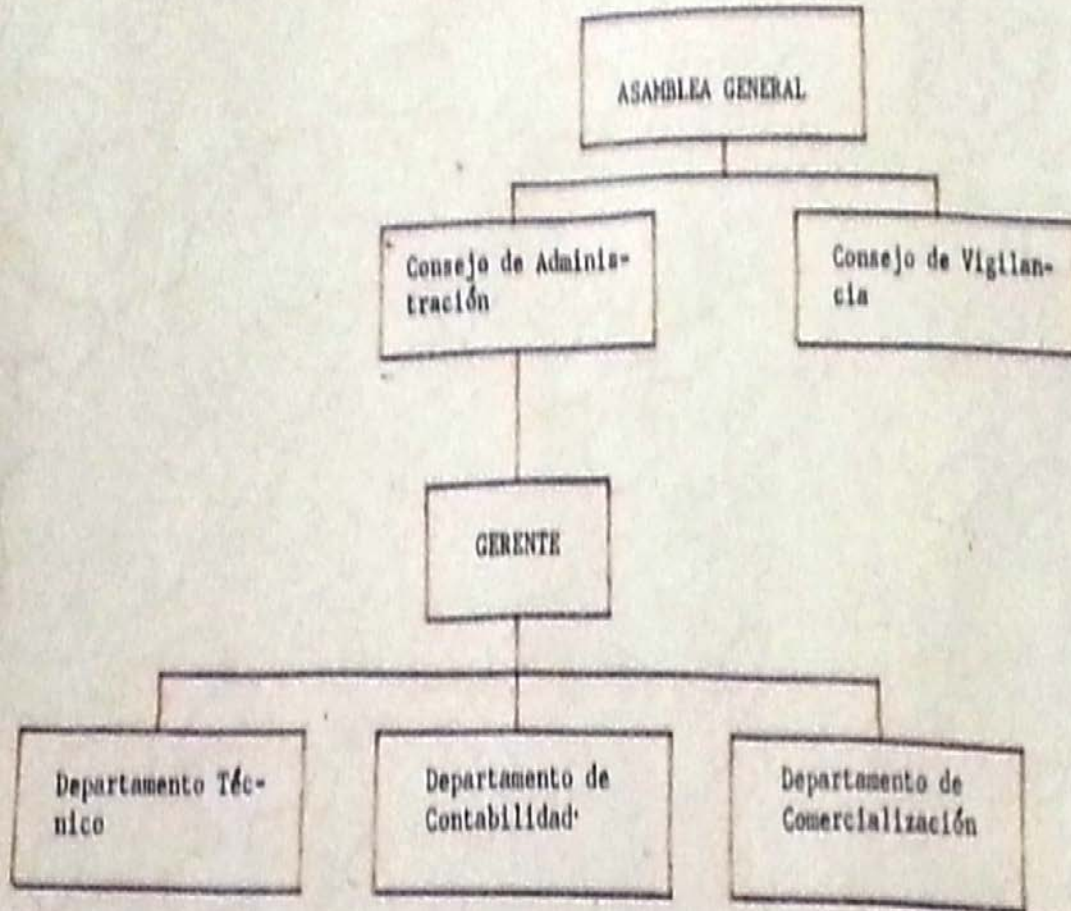 ASAMBLEA GENERAL
Consejo de Adminis-
tración
Consejo de Vigilan-
cia
GERENTE
Departamento Téc-
nico
Departamento de
Contabilidad
Departamento de
Comercialización